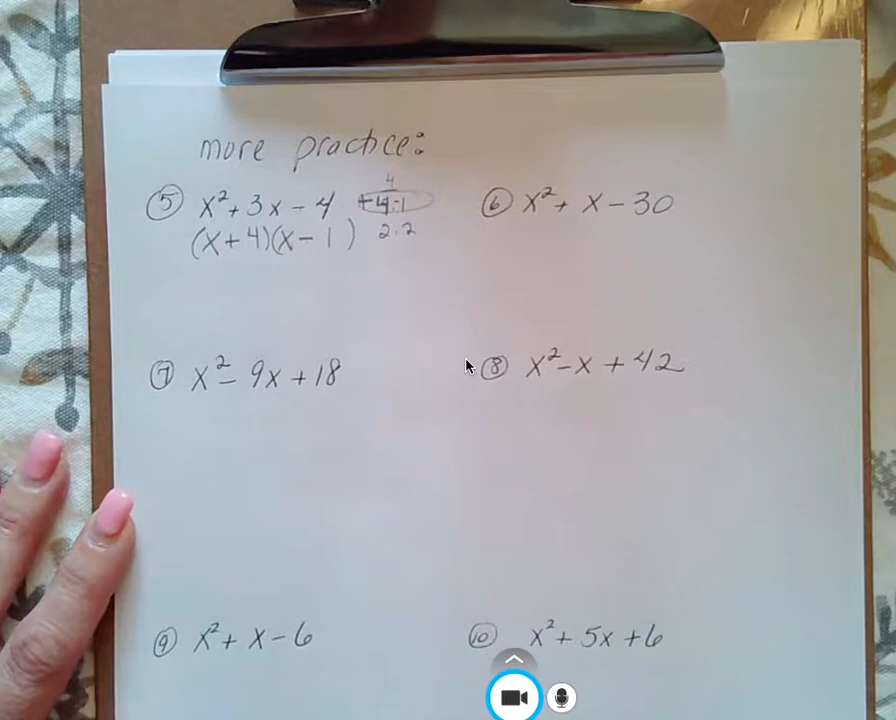 more practice:
4
⑤ x² + 3x - 4 +4·-1
(x + 4)(x - 1) 2·2
⑥ x² + x - 30
⑦ x² - 9x + 18
⑧ x² - x + 42
⑨ x² + x - 6
⑩ x² + 5x + 6